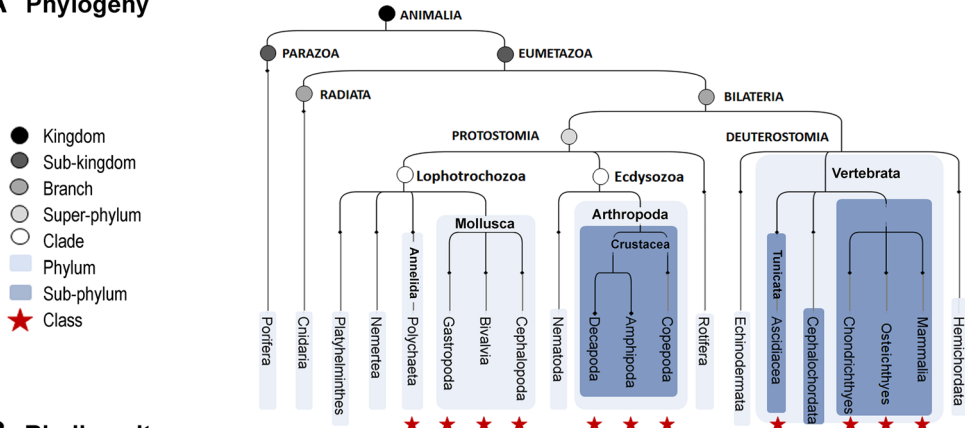 A Phylogeny
ANIMALIA
PARAZOA
EUMETAZOA
RADIATA
BILATERIA
PROTOSTOMIA
DEUTEROSTOMIA
Kingdom
Sub-kingdom
Branch
Super-phylum
Clade
Phylum
Sub-phylum
Class
Lophotrochozoa
Ecdysozoa
Vertebrata
Mollusca
Arthropoda
Crustacea
Annelida
Tunicata
Porifera
Cnidaria
Platyhelminthes
Nemertea
Polychaeta
Gastropoda
Bivalvia
Cephalopoda
Nematoda
Decapoda
Amphipoda
Copepoda
Rotifera
Echinodermata
Ascidiacea
Cephalochordata
Chondrichthyes
Osteichthyes
Mammalia
Hemichordata